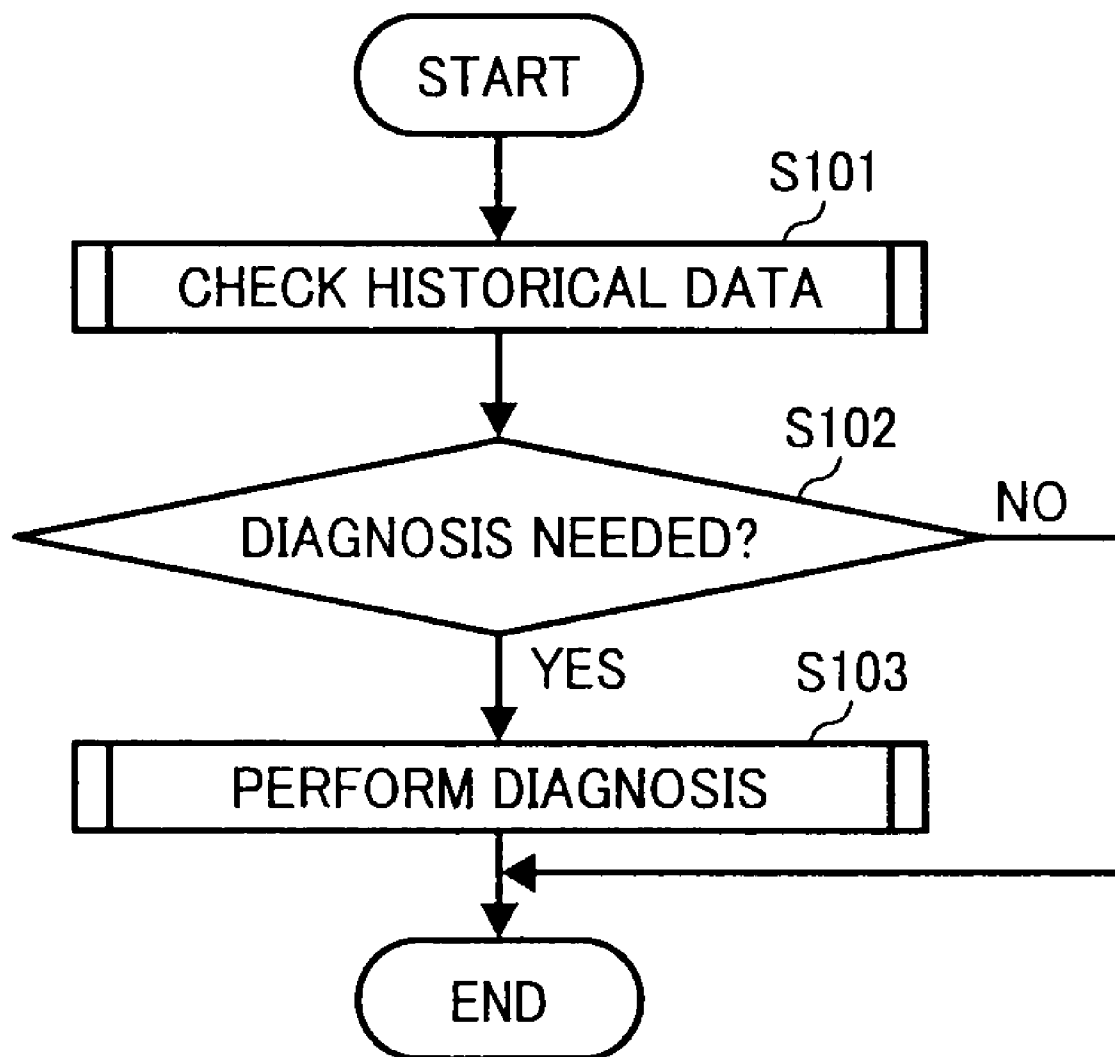 START
S101
CHECK HISTORICAL DATA
S102
DIAGNOSIS NEEDED?
NO
YES
S103
PERFORM DIAGNOSIS
END